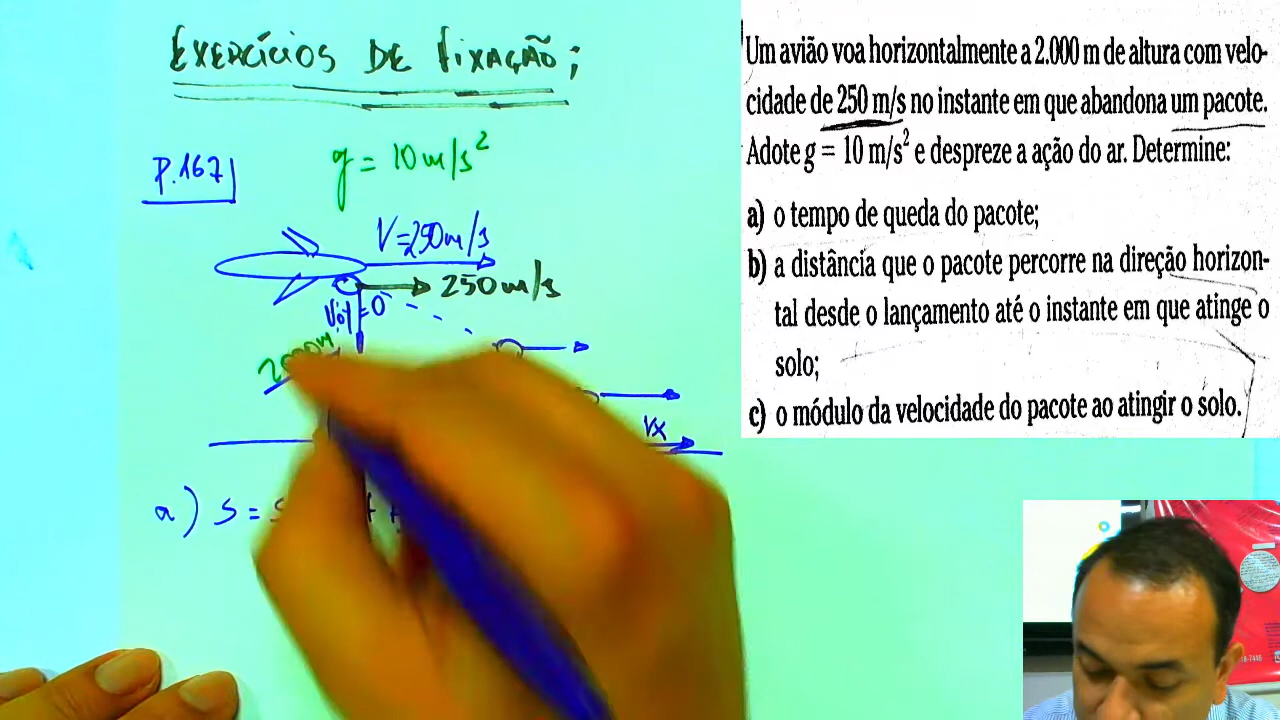 EXERCÍCIOS DE FIXAÇÃO:
g = 10 m/s²
P.167
V=250 m/s
250 m/s
Voy=0
2000m
Vx
a) S =
Um avião voa horizontalmente a 2.000 m de altura com velo-
cidade de 250 m/s no instante em que abandona um pacote.
Adote g = 10 m/s² e despreze a ação do ar. Determine:
a) o tempo de queda do pacote;
b) a distância que o pacote percorre na direção horizon-
tal desde o lançamento até o instante em que atinge o
solo;
c) o módulo da velocidade do pacote ao atingir o solo.